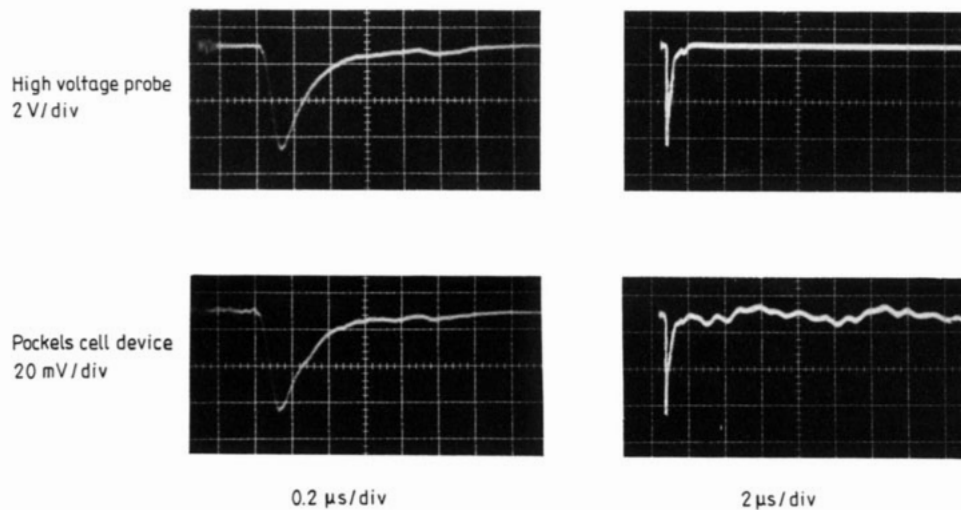 High voltage probe
2 V/div
Pockels cell device
20 mV/div
0.2 µs/div
2 µs/div